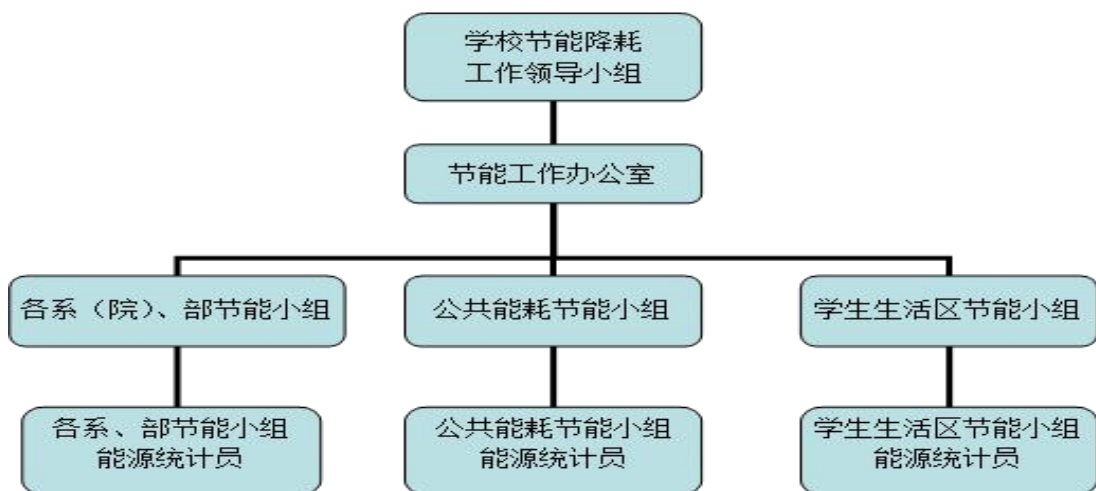 学校节能降耗
工作领导小组
节能工作办公室
各系（院）、部节能小组
公共能耗节能小组
学生生活区节能小组
各系、部节能小组
能源统计员
公共能耗节能小组
能源统计员
学生生活区节能小组
能源统计员